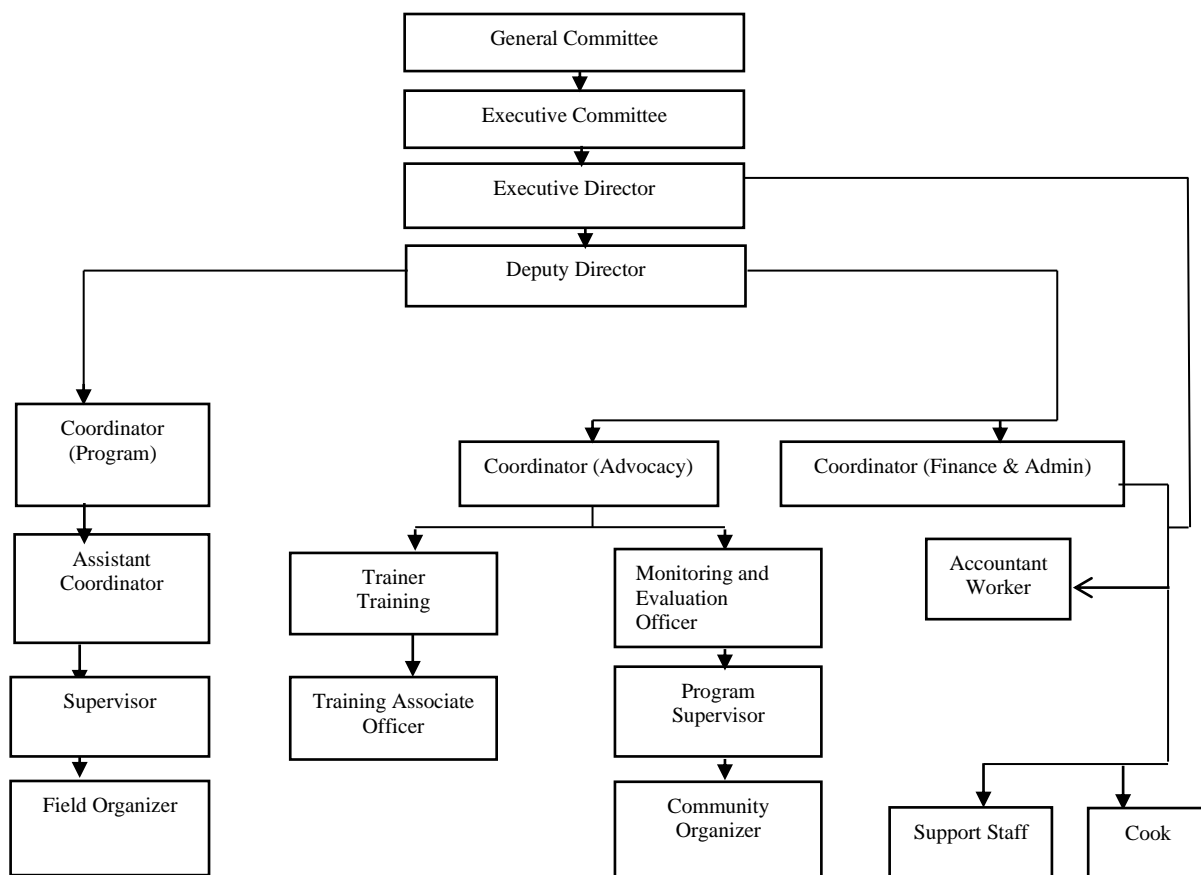 General Committee
Executive Committee
Executive Director
Deputy Director
Coordinator
(Program)
Coordinator (Advocacy)
Coordinator (Finance & Admin)
Assistant
Coordinator
Trainer
Training
Monitoring and
Evaluation
Officer
Accountant
Worker
Supervisor
Training Associate
Officer
Program
Supervisor
Field Organizer
Community
Organizer
Support Staff
Cook